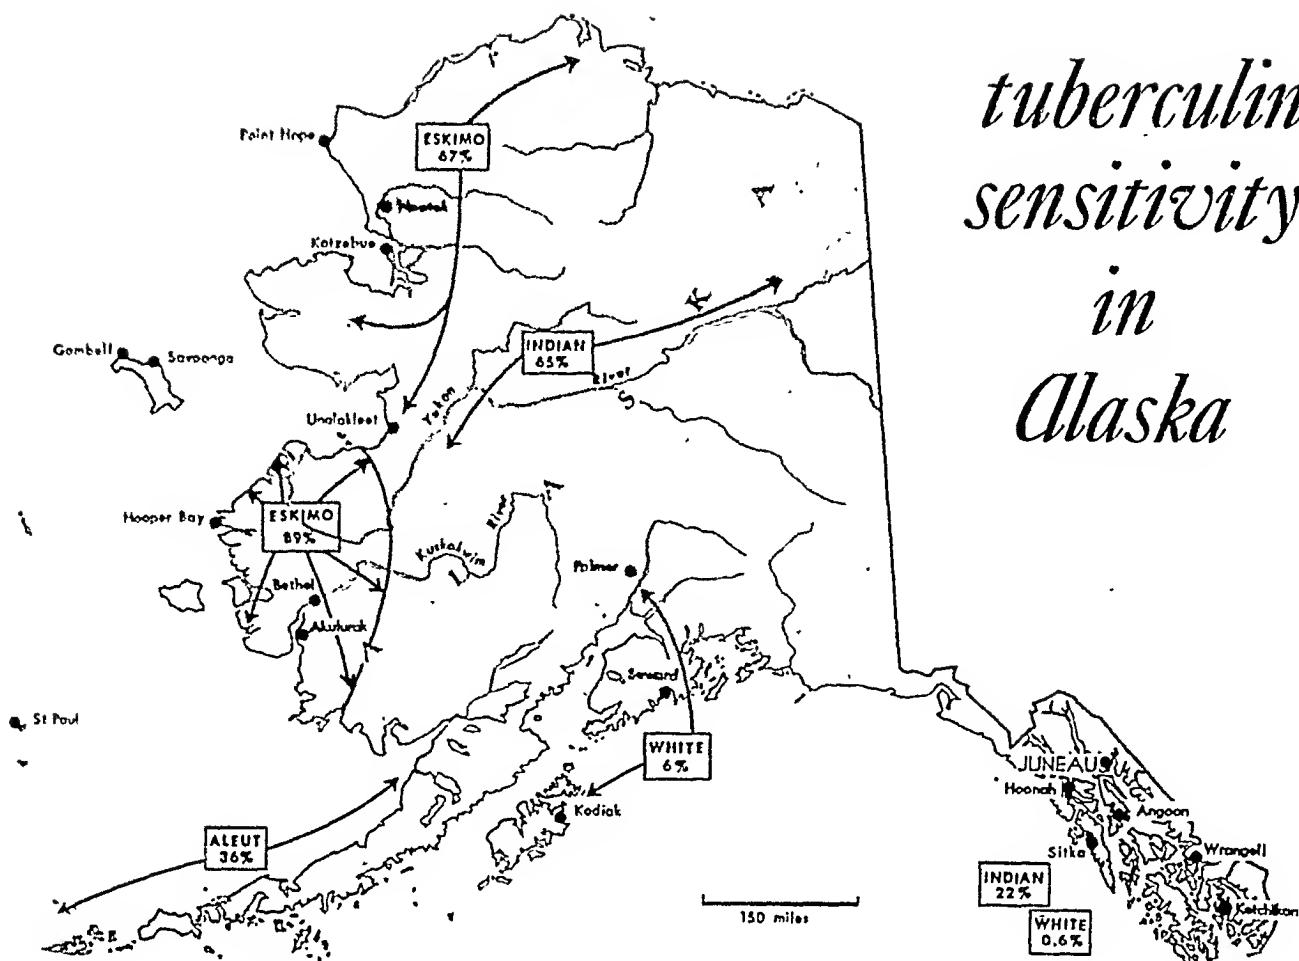 tuberculin
sensitivity
in
Alaska
Point Hope
ESKIMO
67%
Noatak
Kotzebue
A
K
INDIAN
65%
Gambell
Savoonga
Yukon
River
S
Unalakleet
Hooper Bay
ESKIMO
89%
Kuskokwim
River
Bethel
Akuturak
Palmer
Seward
St Paul
WHITE
6%
JUNEAU
Hoonah
Kodiak
Angoon
ALEUT
36%
Sitka
Wrangell
INDIAN
22%
Ketchikan
150 miles
WHITE
0.6%